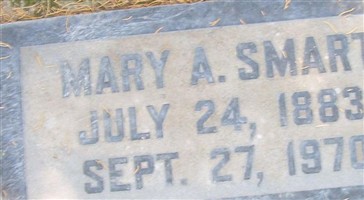 MARY A. SMART
JULY 24, 1883
SEPT. 27, 1970